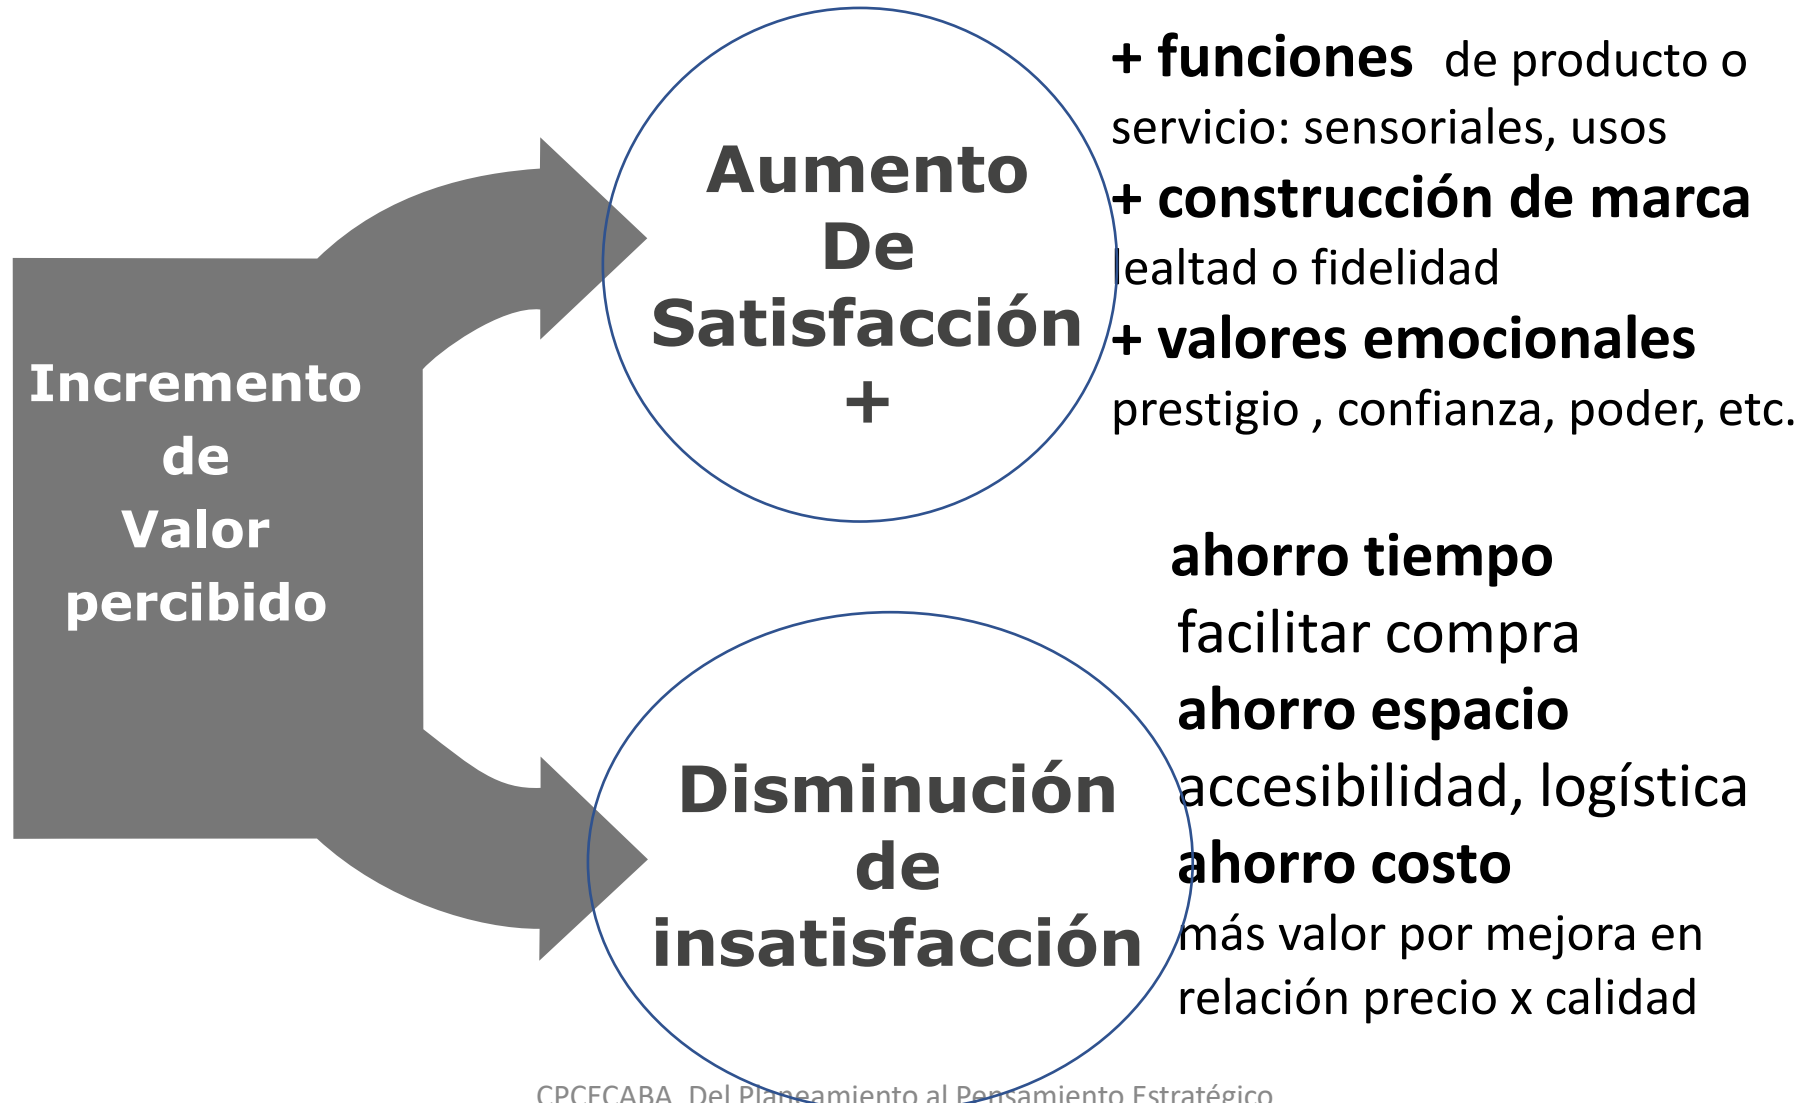 Incremento
de
Valor
percibido
Aumento
De
Satisfacción
+
+ funciones de producto o
servicio: sensoriales, usos
+ construcción de marca
lealtad o fidelidad
+ valores emocionales
prestigio , confianza, poder, etc.
Disminución
de
insatisfacción
ahorro tiempo
facilitar compra
ahorro espacio
accesibilidad, logística
ahorro costo
más valor por mejora en
relación precio x calidad
CPCECABA Del Planeamiento al Pensamiento Estratégico